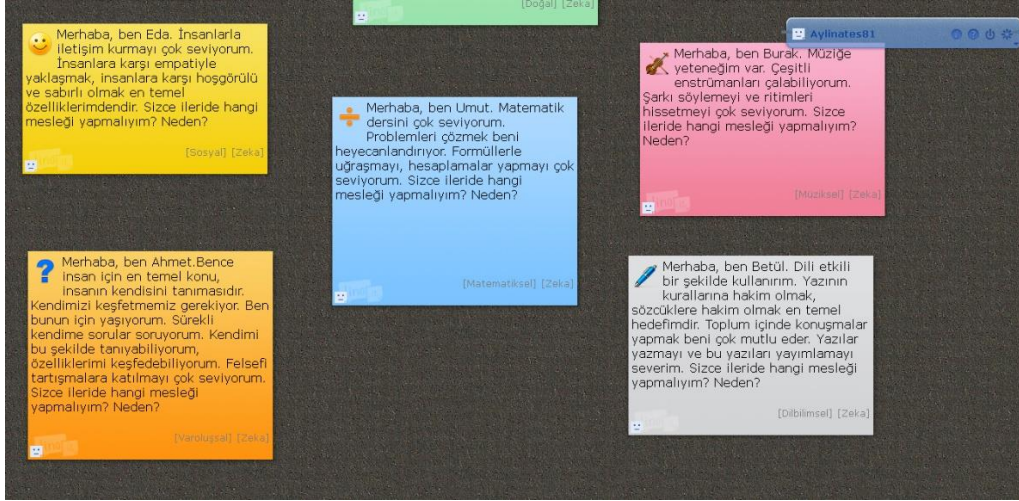 [Doğal] [Zeka]
Merhaba, ben Eda. İnsanlarla
iletişim kurmayı çok seviyorum.
İnsanlara karşı empatiyle
yaklaşmak, insanlara karşı hoşgörülü
ve sabırlı olmak en temel
özelliklerimdendir. Sizce ileride hangi
mesleği yapmalıyım? Neden?
[Sosyal] [Zeka]
Aylinates81
Merhaba, ben Burak. Müziğe
yeteneğim var. Çeşitli
enstrümanları çalabiliyorum.
Şarkı söylemeyi ve ritimleri
hissetmeyi çok seviyorum. Sizce
ileride hangi mesleği yapmalıyım?
Neden?
[Müziksel] [Zeka]
Merhaba, ben Umut. Matematik
dersini çok seviyorum.
Problemleri çözmek beni
heyecanlandırıyor. Formüllerle
uğraşmayı, hesaplamalar yapmayı çok
seviyorum. Sizce ileride hangi
mesleği yapmalıyım? Neden?
[Matematiksel] [Zeka]
Merhaba, ben Ahmet.Bence
insan için en temel konu,
insanın kendisini tanımasıdır.
Kendimizi keşfetmemiz gerekiyor. Ben
bunun için yaşıyorum. Sürekli
kendime sorular soruyorum. Kendimi
bu şekilde tanıyabiliyorum,
özelliklerimi keşfedebiliyorum. Felsefi
tartışmalara katılmayı çok seviyorum.
Sizce ileride hangi mesleği
yapmalıyım? Neden?
[Varoluşsal] [Zeka]
Merhaba, ben Betül. Dili etkili
bir şekilde kullanırım. Yazının
kurallarına hakim olmak,
sözcüklere hakim olmak en temel
hedefimdir. Toplum içinde konuşmalar
yapmak beni çok mutlu eder. Yazılar
yazmayı ve bu yazıları yayımlamayı
severim. Sizce ileride hangi mesleği
yapmalıyım? Neden?
[Dilbilimsel] [Zeka]